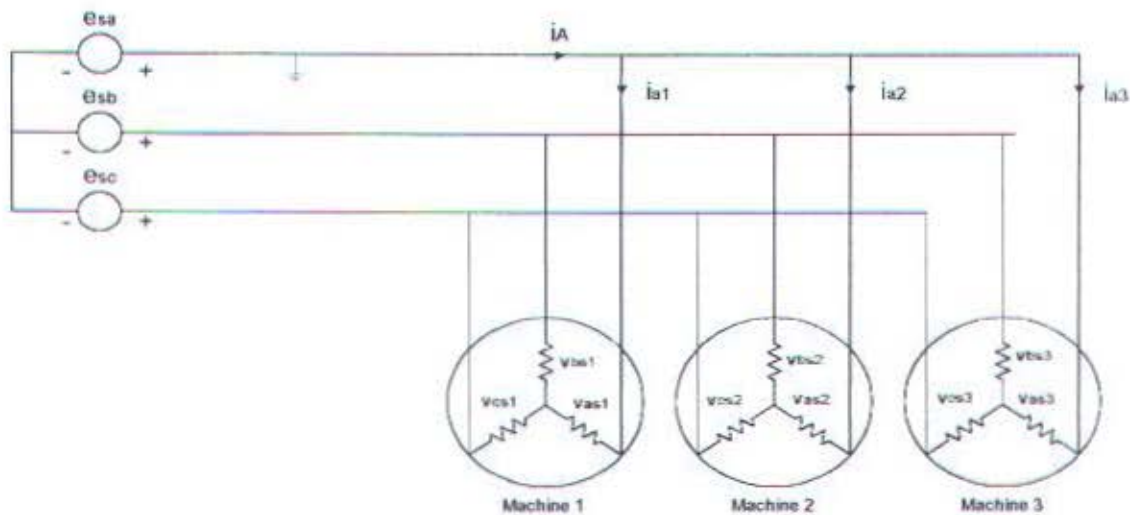 esa
iA
- +
ia1
ia2
ia3
esb
- +
esc
- +
vbs1
vbs2
vbs3
vcs1 vas1
vcs2 vas2
vcs3 vas3
Machine 1
Machine 2
Machine 3